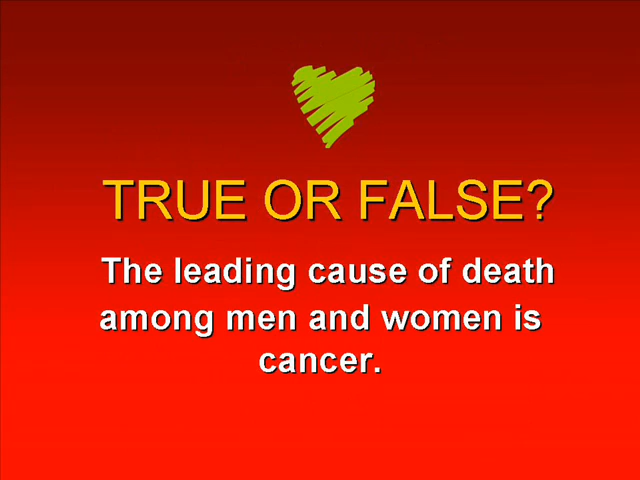 TRUE OR FALSE?
The leading cause of death
among men and women is
cancer.